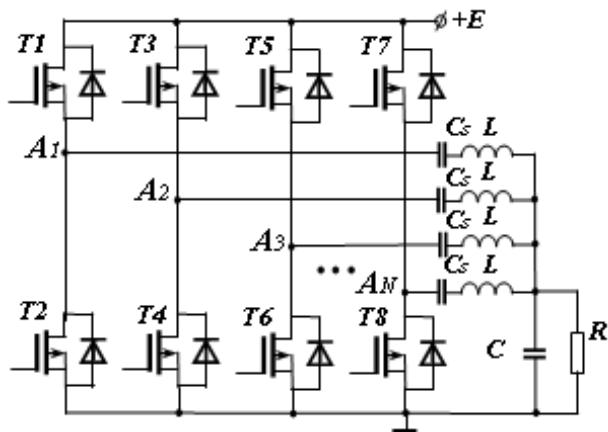 ϕ +E
T1 T3 T5 T7
Cs L
A1
Cs L
A2
Cs L
A3
Cs L
... AN
T2 T4 T6 T8
C R